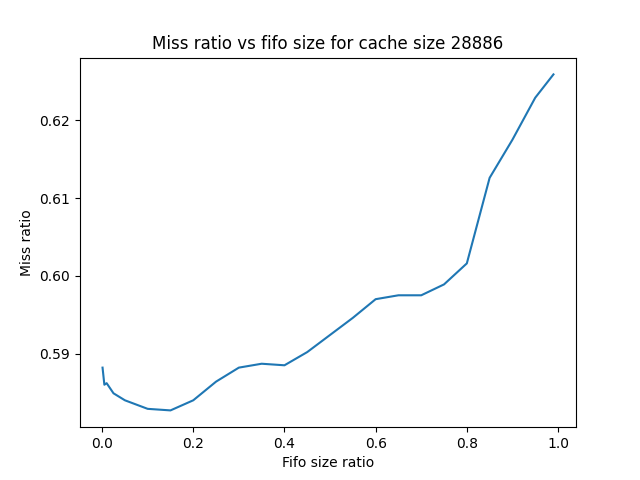 Miss ratio vs fifo size for cache size 28886
0.62
0.61
0.60
0.59
Miss ratio
0.0 0.2 0.4 0.6 0.8 1.0
Fifo size ratio